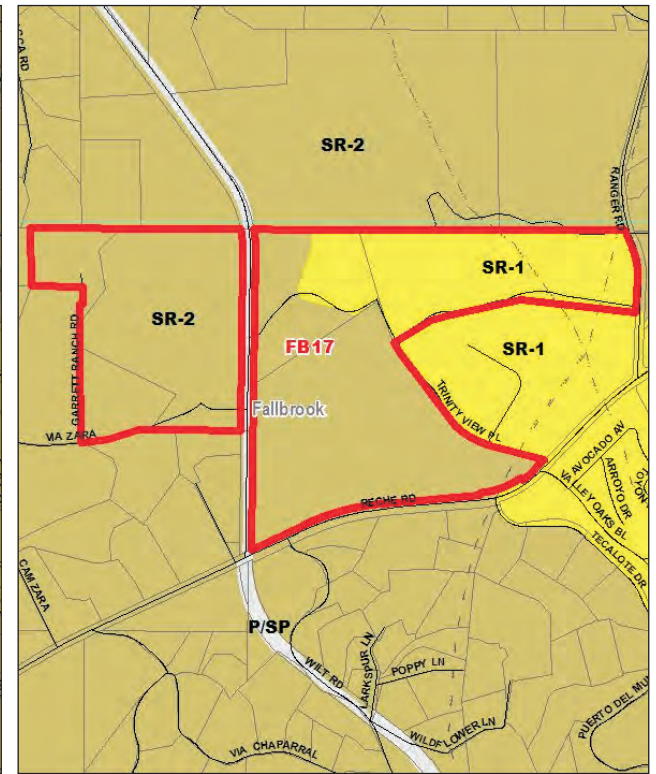 SR-2
RANGER RD
SR-1
SR-2
GARRETT RANCH RD
FB17
SR-1
Fallbrook
TRINITY VIEW PL
VIA ZARA
AVOCADO AV
ARROYO DR
VALLEY OAKS BL
RECHE RD
TECALOTE DR
CAM ZARA
P/SP
WILT RD
LARKSPUR LN
POPPY LN
WILDFLOWER LN
PUERTO DEL
VIA CHAPARRAL